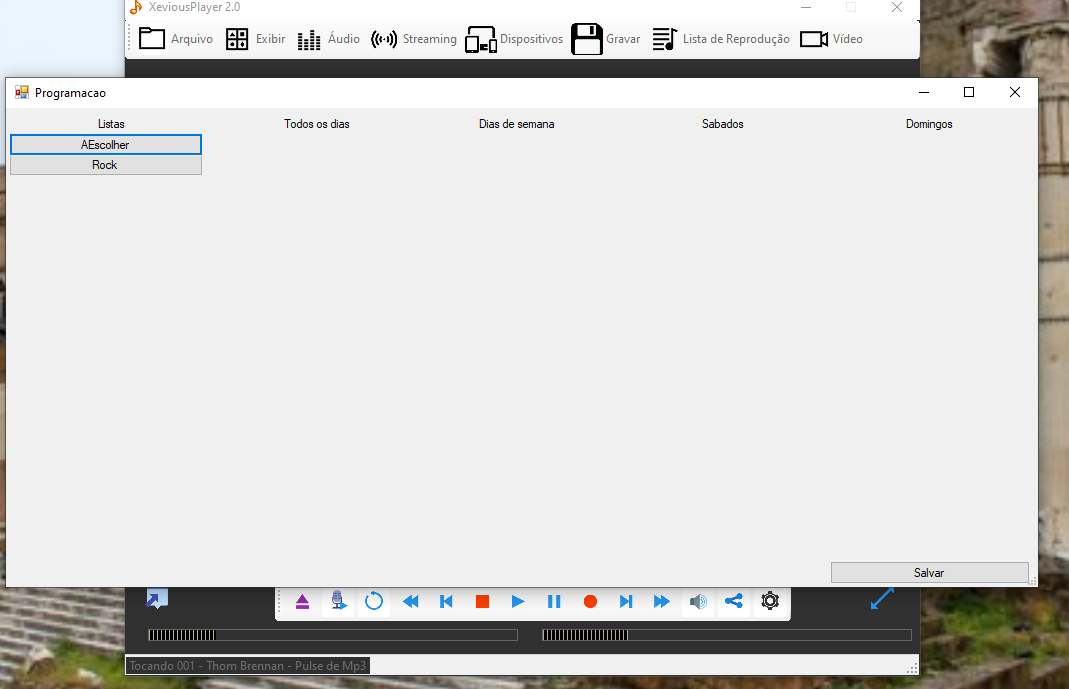 XeviousPlayer 2.0
Arquivo Exibir Áudio Streaming Dispositivos Gravar Lista de Reprodução Vídeo
Programacao
Listas Todos os dias Dias de semana Sabados Domingos
AEscolher
Rock
Salvar
Tocando 001 - Thom Brennan - Pulse de Mp3